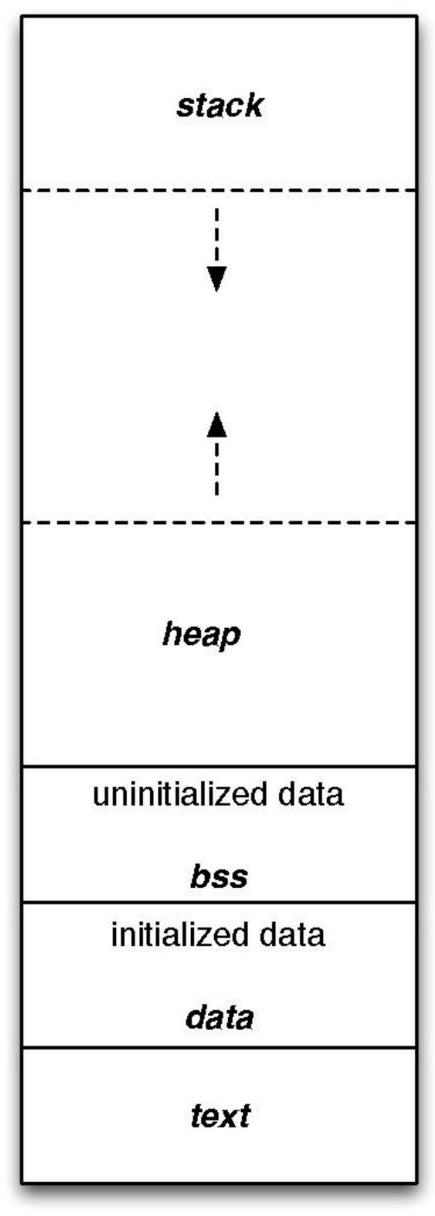 stack
heap
uninitialized data
bss
initialized data
data
text